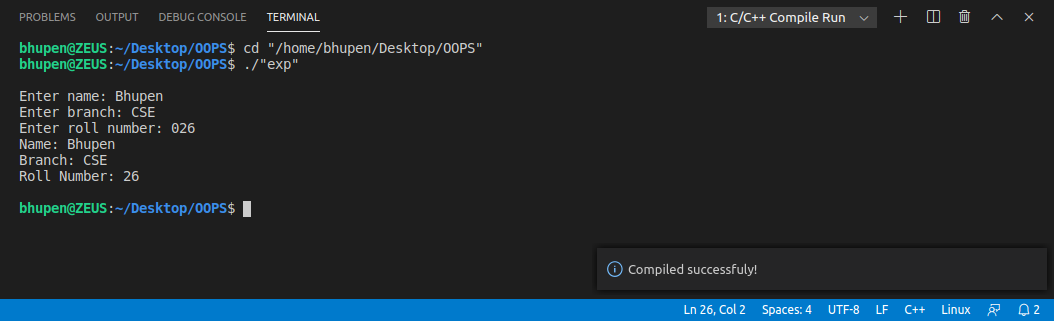 PROBLEMS OUTPUT DEBUG CONSOLE TERMINAL 1: C/C++ Compile Run
bhupen@ZEUS:~/Desktop/OOPS$ cd "/home/bhupen/Desktop/OOPS"
bhupen@ZEUS:~/Desktop/OOPS$ ./"exp"
Enter name: Bhupen
Enter branch: CSE
Enter roll number: 026
Name: Bhupen
Branch: CSE
Roll Number: 26
bhupen@ZEUS:~/Desktop/OOPS$
Compiled successfuly!
Ln 26, Col 2 Spaces: 4 UTF-8 LF C++ Linux 2